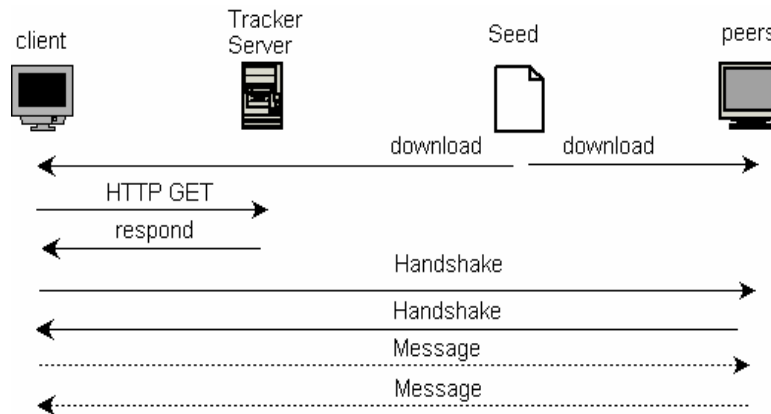 client
Tracker
Server
Seed
peers
download
download
HTTP GET
respond
Handshake
Handshake
Message
Message